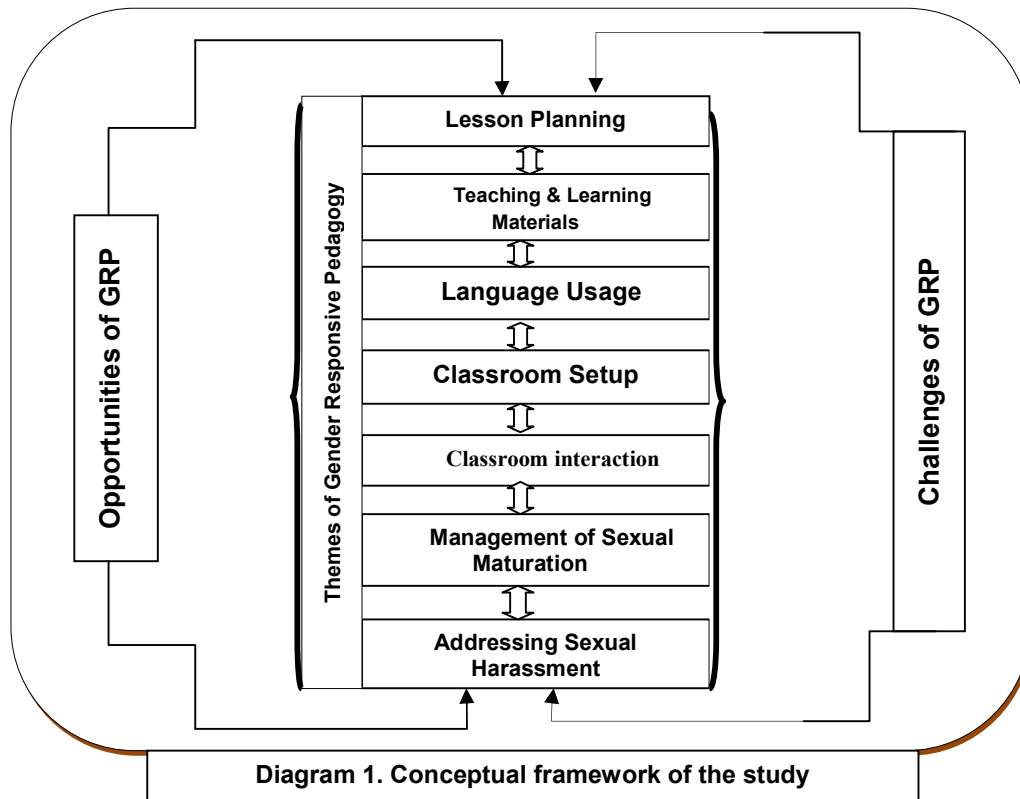 Opportunities of GRP
Themes of Gender Responsive Pedagogy
Lesson Planning
Teaching & Learning
Materials
Language Usage
Classroom Setup
Classroom interaction
Management of Sexual
Maturation
Addressing Sexual
Harassment
Challenges of GRP
Diagram 1. Conceptual framework of the study